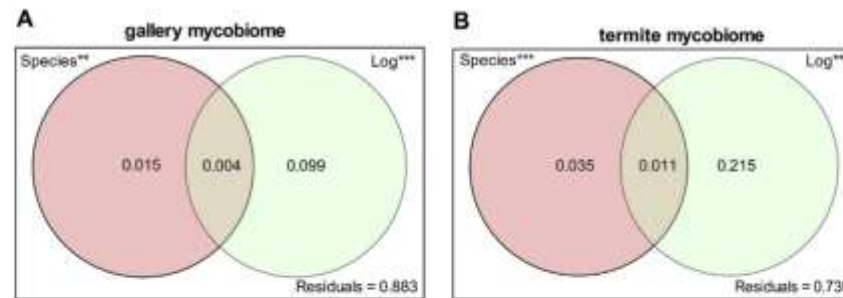 A
gallery mycobiome
Species**
Log***
0.015
0.004
0.099
Residuals = 0.883
B
termite mycobiome
Species***
Log**
0.035
0.011
0.215
Residuals = 0.73